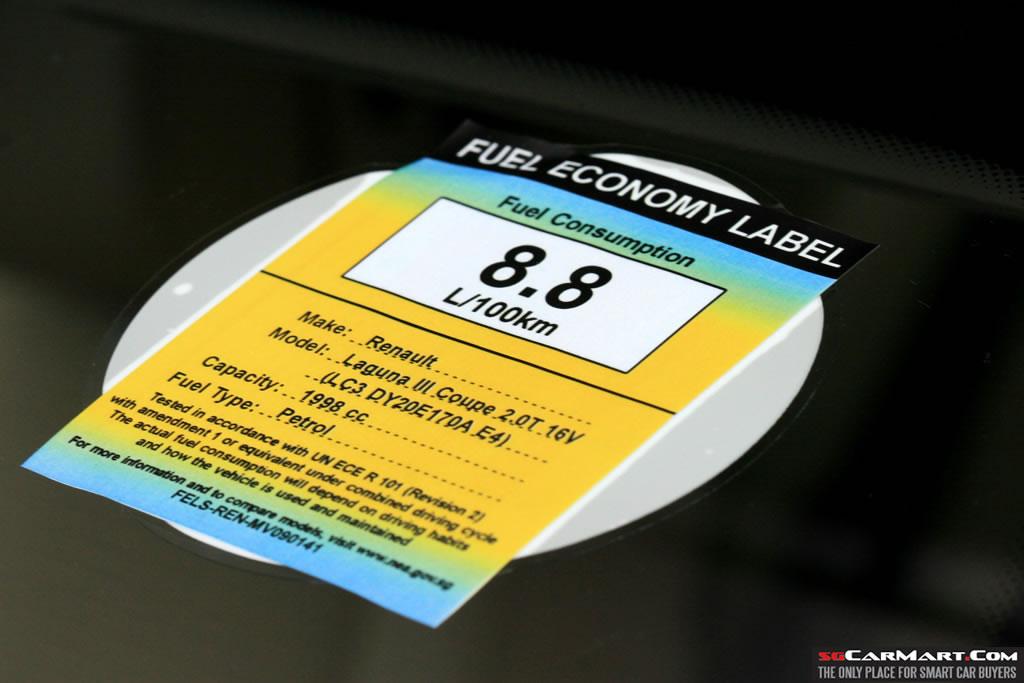 FUEL ECONOMY LABEL
Fuel Consumption
8.8
L/100km
Make: Renault
Model: Laguna III Coupe 2.0T 16V
(LC3 DY20E170A E4)
Capacity: 1998 cc
Fuel Type: Petrol
Tested in accordance with UN ECE R 101 (Revision 2)
with amendment 1 or equivalent under combined driving cycle
The actual fuel consumption will depend on driving habits
and how the vehicle is used and maintained
For more information and to compare models, visit www.nea.gov.sg
FELS-REN-MV090141
sgCarMart.Com
THE ONLY PLACE FOR SMART CAR BUYERS